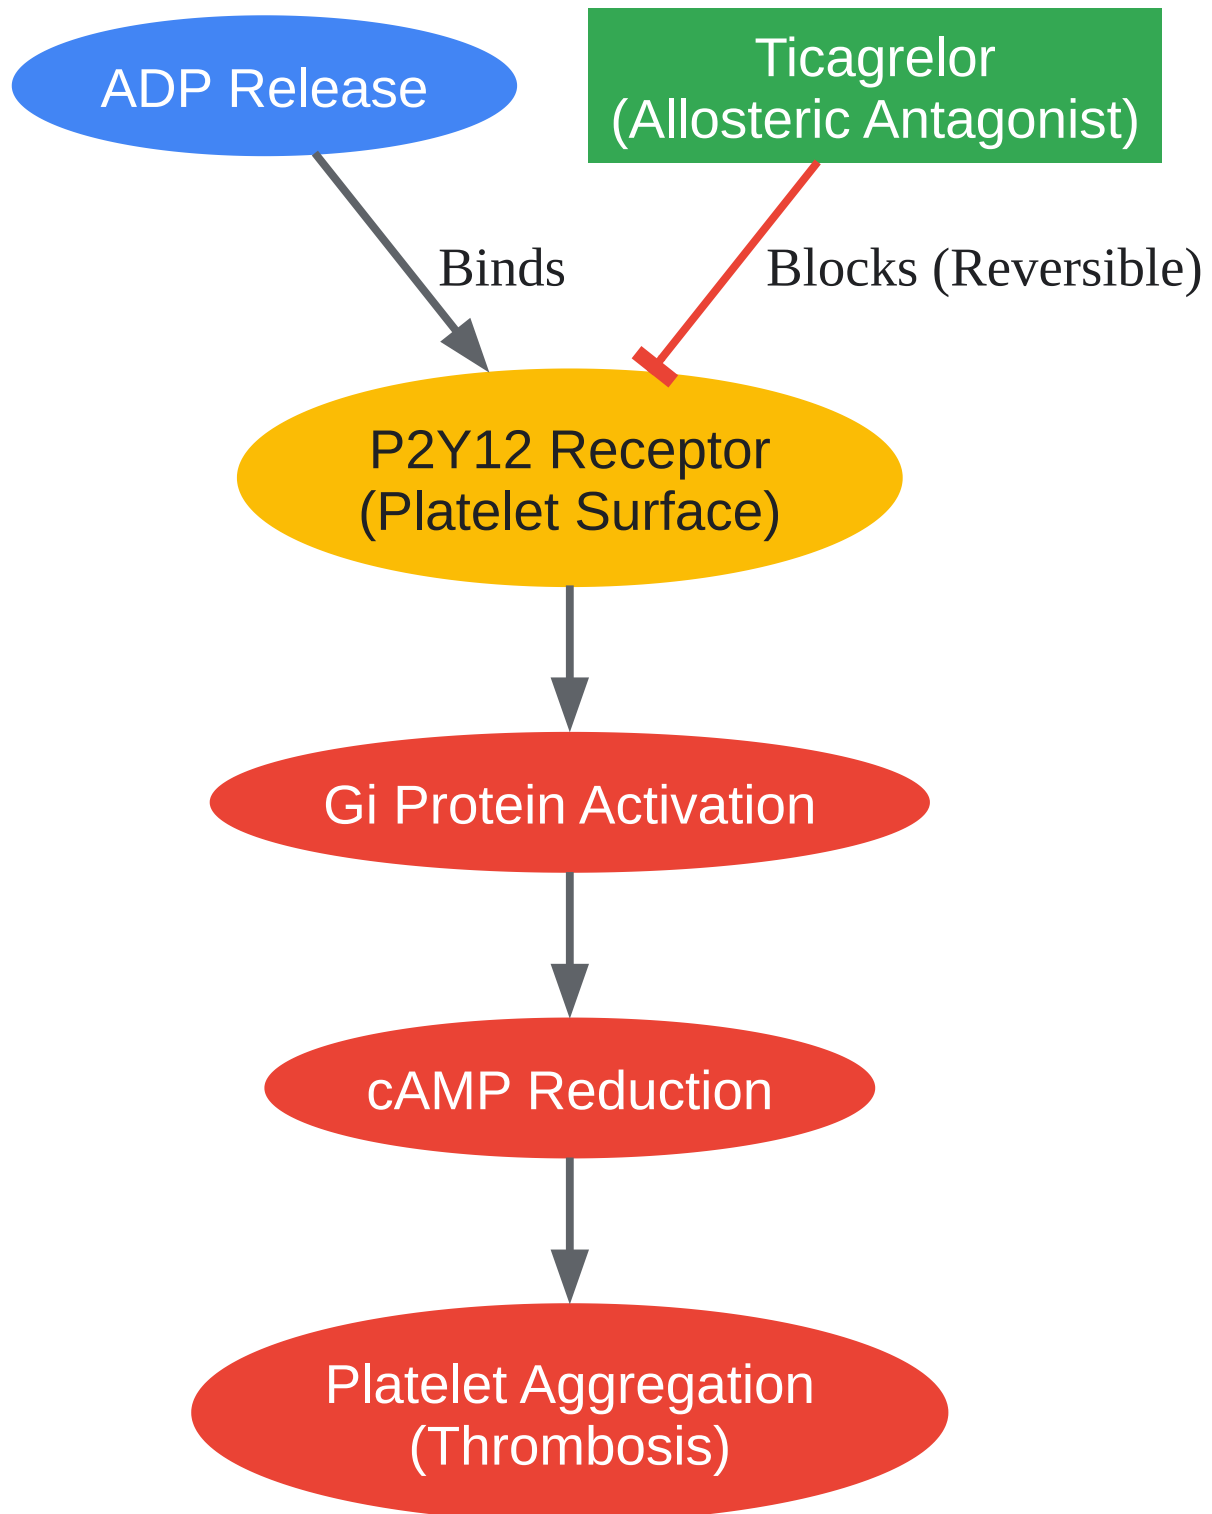 ADP Release
Ticagrelor
(Allosteric Antagonist)
Binds
Blocks (Reversible)
P2Y12 Receptor
(Platelet Surface)
Gi Protein Activation
cAMP Reduction
Platelet Aggregation
(Thrombosis)